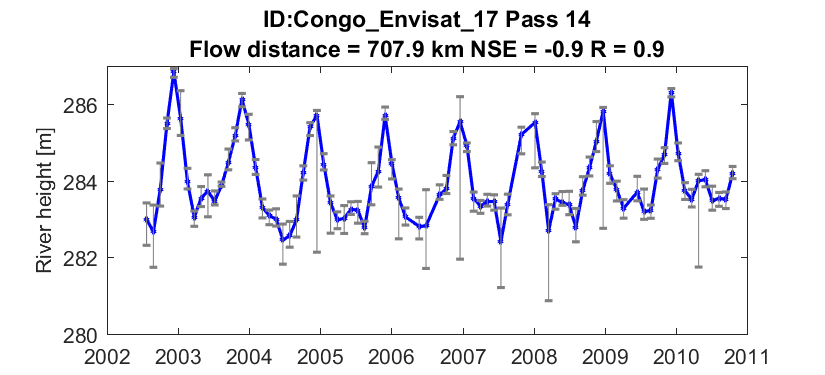 ID:Congo_Envisat_17 Pass 14
Flow distance = 707.9 km NSE = -0.9 R = 0.9
286
284
282
280
River height [m]
2002 2003 2004 2005 2006 2007 2008 2009 2010 2011